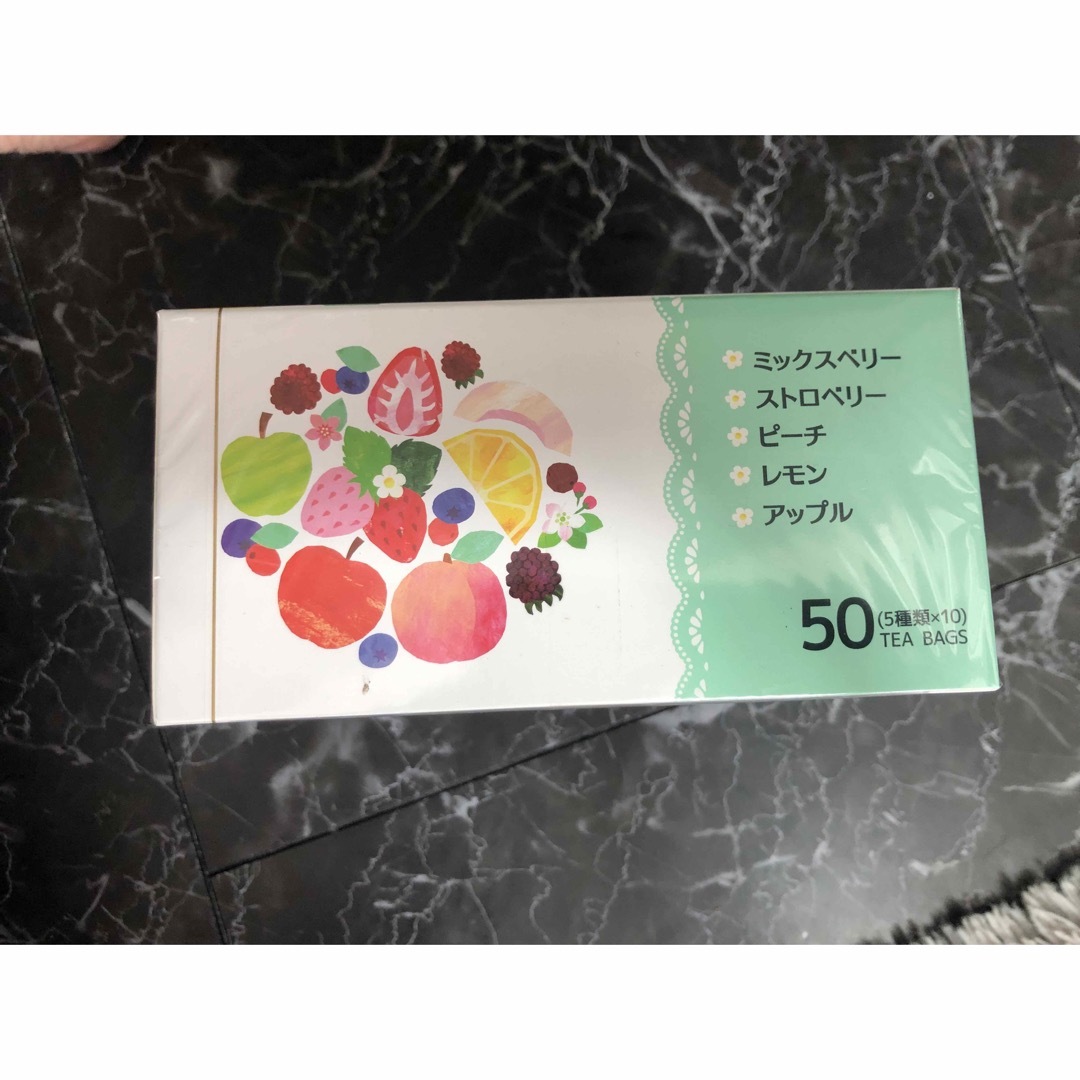 ミックスベリー
ストロベリー
ピーチ
レモン
アップル
50 (5種類×10)
TEA BAGS